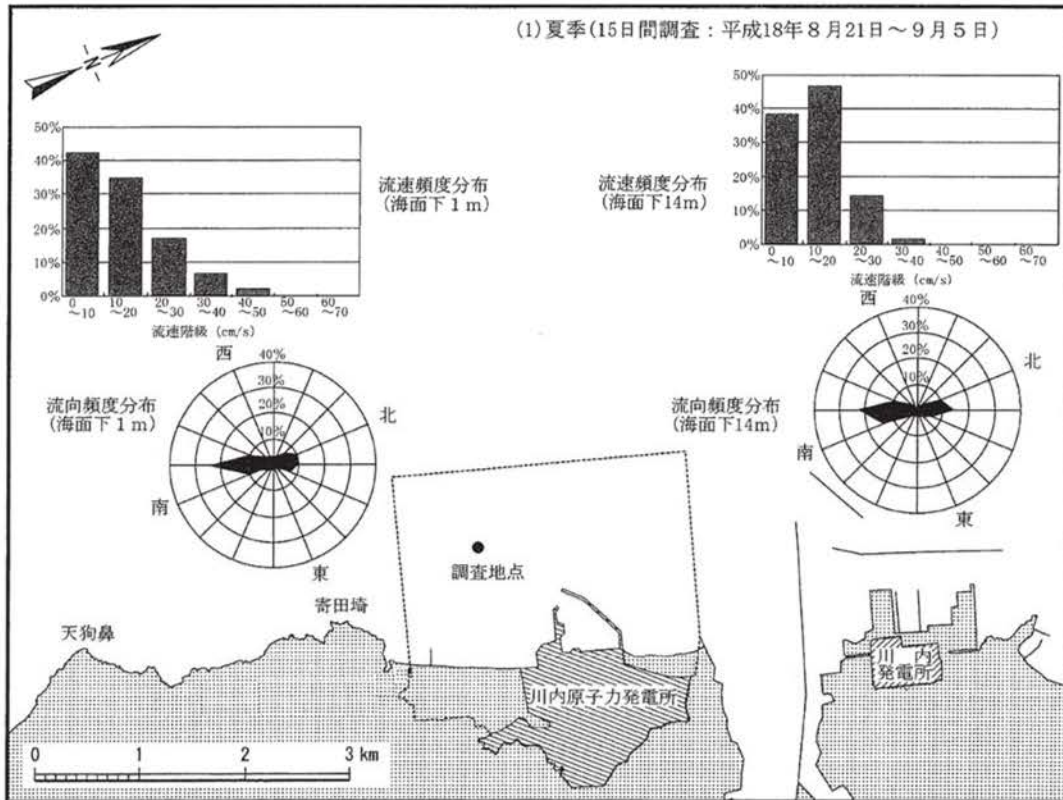 (1)夏季(15日間調査：平成18年8月21日～9月5日)
N
50%
40%
30%
20%
10%
0%
0
～10
10
～20
20
～30
30
～40
40
～50
50
～60
60
～70
流速階級 (cm/s)
流速頻度分布
(海面下1m)
流速頻度分布
(海面下14m)
50%
40%
30%
20%
10%
0%
0
～10
10
～20
20
～30
30
～40
40
～50
50
～60
60
～70
流速階級 (cm/s)
流向頻度分布
(海面下1m)
西
北
南
東
40%
30%
20%
10%
流向頻度分布
(海面下14m)
西
北
南
東
40%
30%
20%
10%
調査地点
寄田埼
天狗鼻
川内原子力発電所
川内
発電所
0 1 2 3 km